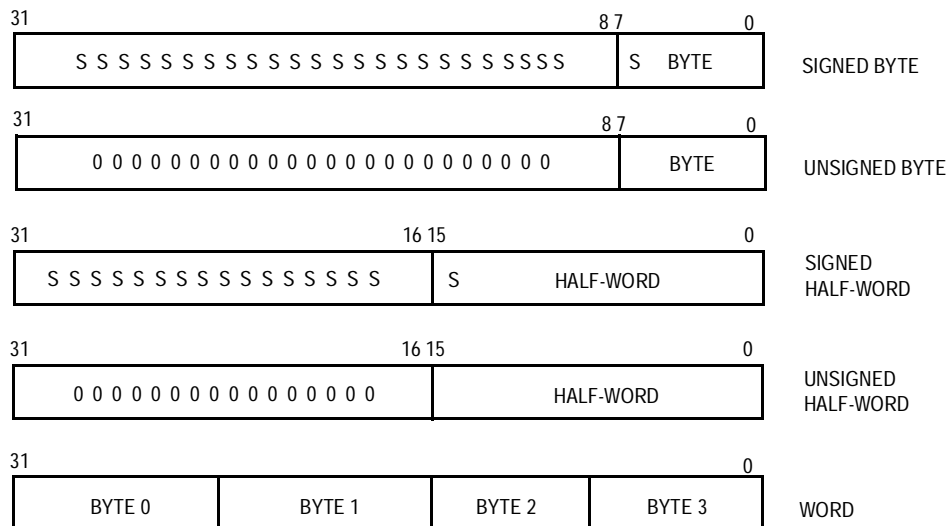 31 8 7 0
S S S S S S S S S S S S S S S S S S S S S S S S S BYTE SIGNED BYTE
31 8 7 0
0 0 0 0 0 0 0 0 0 0 0 0 0 0 0 0 0 0 0 0 0 0 0 0 BYTE UNSIGNED BYTE
31 16 15 0
S S S S S S S S S S S S S S S S S HALF-WORD SIGNED
HALF-WORD
31 16 15 0
0 0 0 0 0 0 0 0 0 0 0 0 0 0 0 0 HALF-WORD UNSIGNED
HALF-WORD
31 0
BYTE 0 BYTE 1 BYTE 2 BYTE 3 WORD